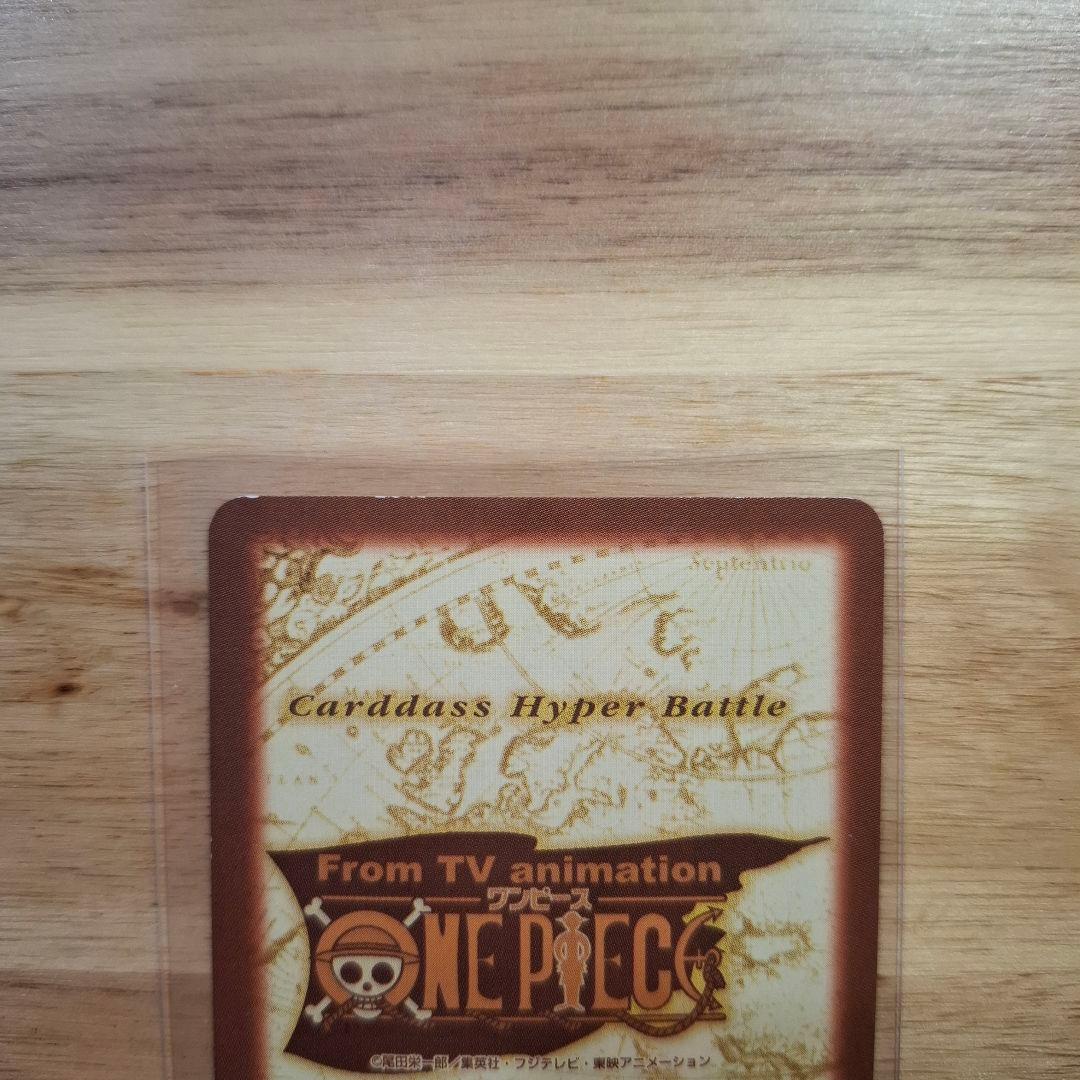 Septentrio
Carddass Hyper Battle
From TV animation
ワンピース
ONE PIECE
©尾田栄一郎／集英社・フジテレビ・東映アニメーション